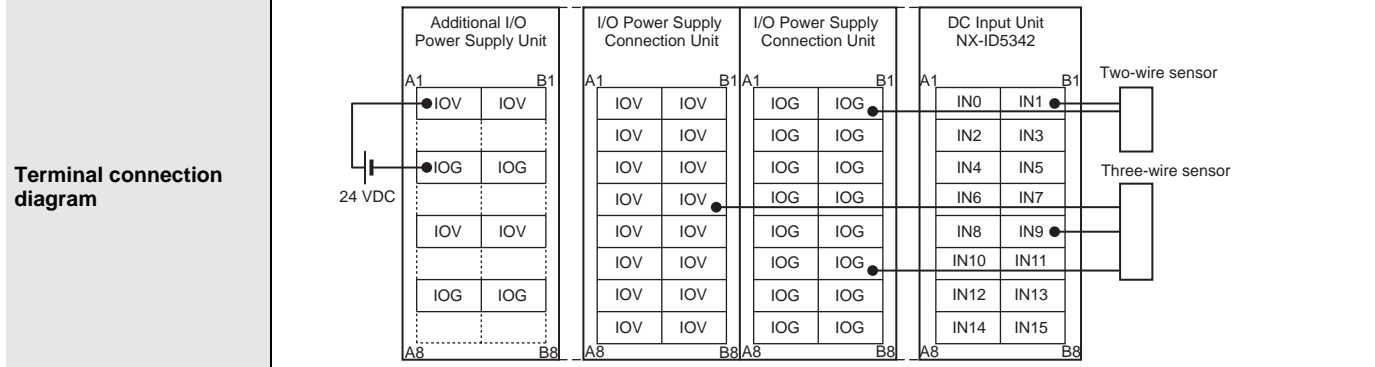 Terminal connection
diagram
Additional I/O
Power Supply Unit
I/O Power Supply
Connection Unit
I/O Power Supply
Connection Unit
DC Input Unit
NX-ID5342
A1 B1 A1 B1 A1 B1 A1 B1
Two-wire sensor
IOV IOV IOV IOV IOG IOG IN0 IN1
IOV IOV IOG IOG IN2 IN3
IOG IOG IOV IOV IOG IOG IN4 IN5
Three-wire sensor
24 VDC
IOV IOV IOG IOG IN6 IN7
IOV IOV IOV IOV IOG IOG IN8 IN9
IOV IOV IOG IOG IN10 IN11
IOG IOG IOV IOV IOG IOG IN12 IN13
IOV IOV IOG IOG IN14 IN15
A8 B8 A8 B8 A8 B8 A8 B8